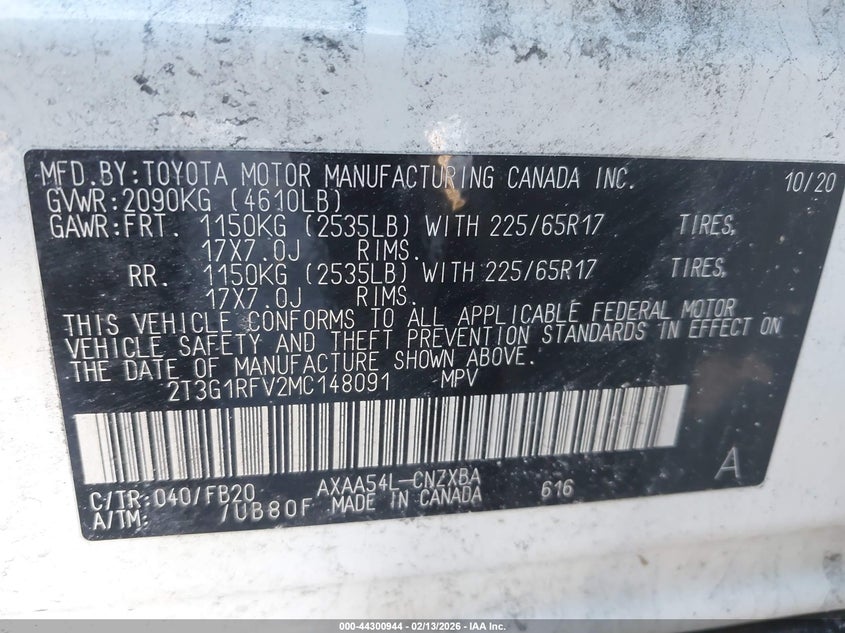 MFD.BY:TOYOTA MOTOR MANUFACTURING CANADA INC. 10/20
GVWR:2090KG (4610LB)
GAWR:FRT. 1150KG (2535LB) WITH 225/65R17 TIRES,
17X7.0J RIMS.
RR. 1150KG (2535LB) WITH 225/65R17 TIRES,
17X7.0J RIMS.
THIS VEHICLE CONFORMS TO ALL APPLICABLE FEDERAL MOTOR
VEHICLE SAFETY AND THEFT PREVENTION STANDARDS IN EFFECT ON
THE DATE OF MANUFACTURE SHOWN ABOVE.
2T3G1RFV2MC148091 MPV
A
C/TR:040/FB20 AXAA54L-CNZXBA 616
A/TM: /UB80F MADE IN CANADA
000-44300944 - 02/13/2026 - IAA Inc.